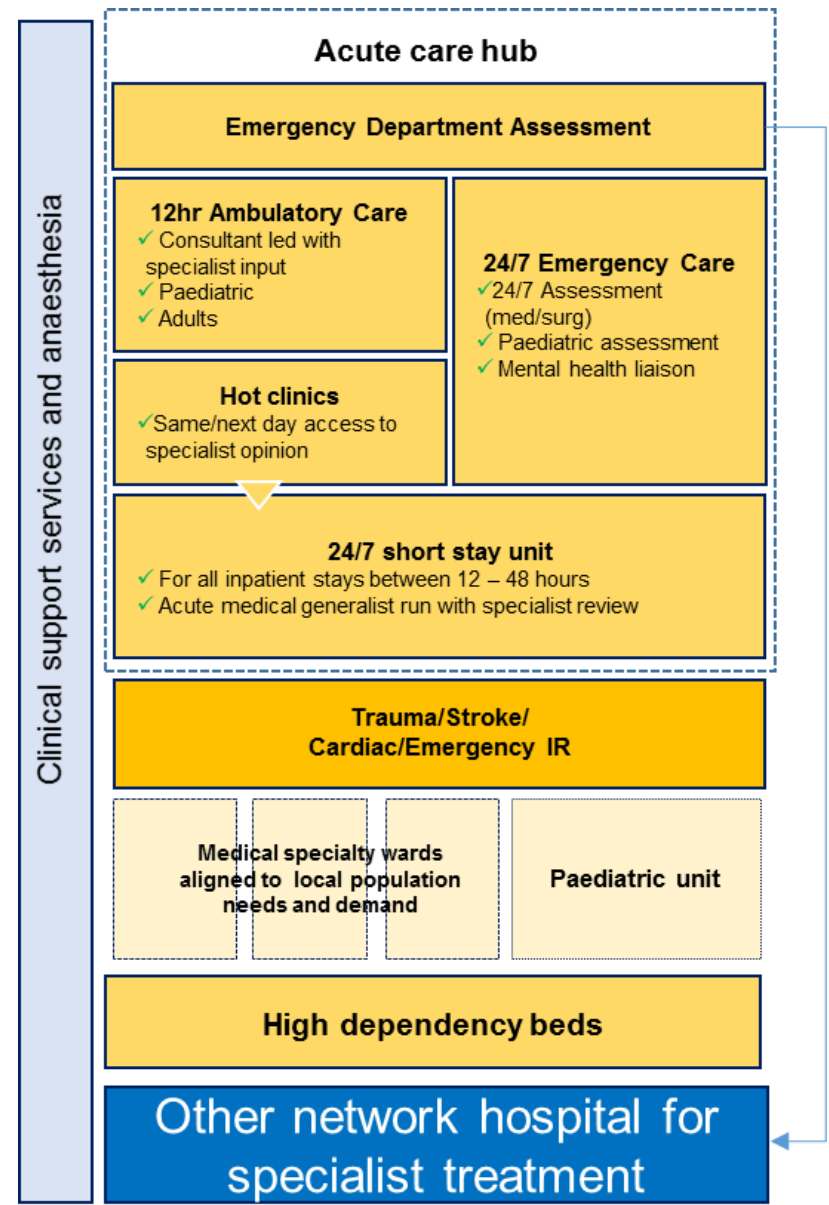 Clinical support services and anaesthesia
Acute care hub
Emergency Department Assessment
12hr Ambulatory Care
✓ Consultant led with
specialist input
✓ Paediatric
✓ Adults
24/7 Emergency Care
✓24/7 Assessment
(med/surg)
✓ Paediatric assessment
✓ Mental health liaison
Hot clinics
✓Same/next day access to
specialist opinion
24/7 short stay unit
✓ For all inpatient stays between 12 – 48 hours
✓ Acute medical generalist run with specialist review
Trauma/Stroke/
Cardiac/Emergency IR
Medical specialty wards
aligned to local population
needs and demand
Paediatric unit
High dependency beds
Other network hospital for
specialist treatment